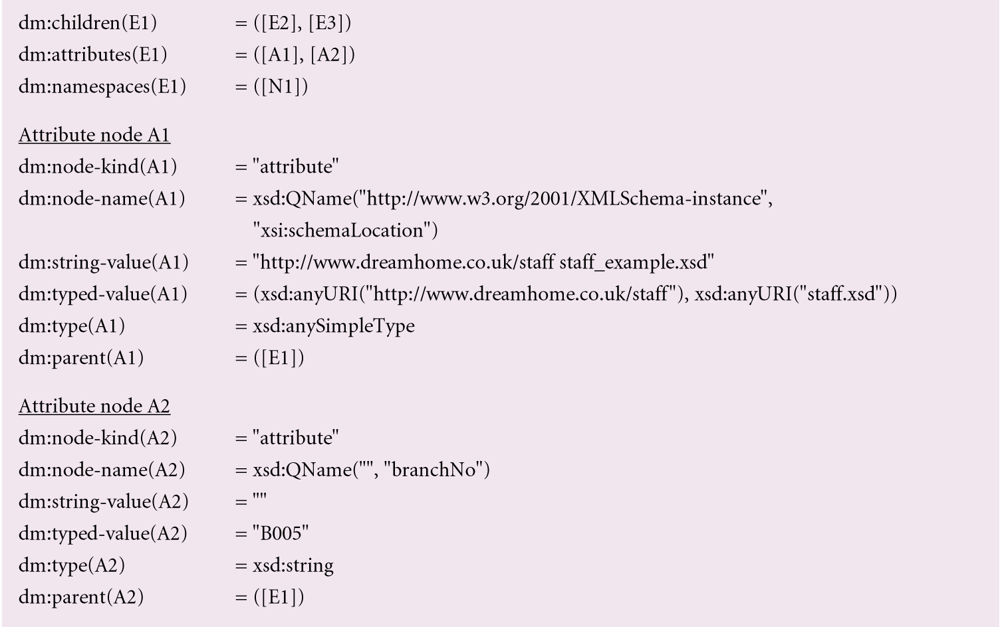 dm:children(E1) = ([E2], [E3])
dm:attributes(E1) = ([A1], [A2])
dm:namespaces(E1) = ([N1])
Attribute node A1
dm:node-kind(A1) = "attribute"
dm:node-name(A1) = xsd:QName("http://www.w3.org/2001/XMLSchema-instance",
"xsi:schemaLocation")
dm:string-value(A1) = "http://www.dreamhome.co.uk/staff staff_example.xsd"
dm:typed-value(A1) = (xsd:anyURI("http://www.dreamhome.co.uk/staff"), xsd:anyURI("staff.xsd"))
dm:type(A1) = xsd:anySimpleType
dm:parent(A1) = ([E1])
Attribute node A2
dm:node-kind(A2) = "attribute"
dm:node-name(A2) = xsd:QName("", "branchNo")
dm:string-value(A2) = ""
dm:typed-value(A2) = "B005"
dm:type(A2) = xsd:string
dm:parent(A2) = ([E1])